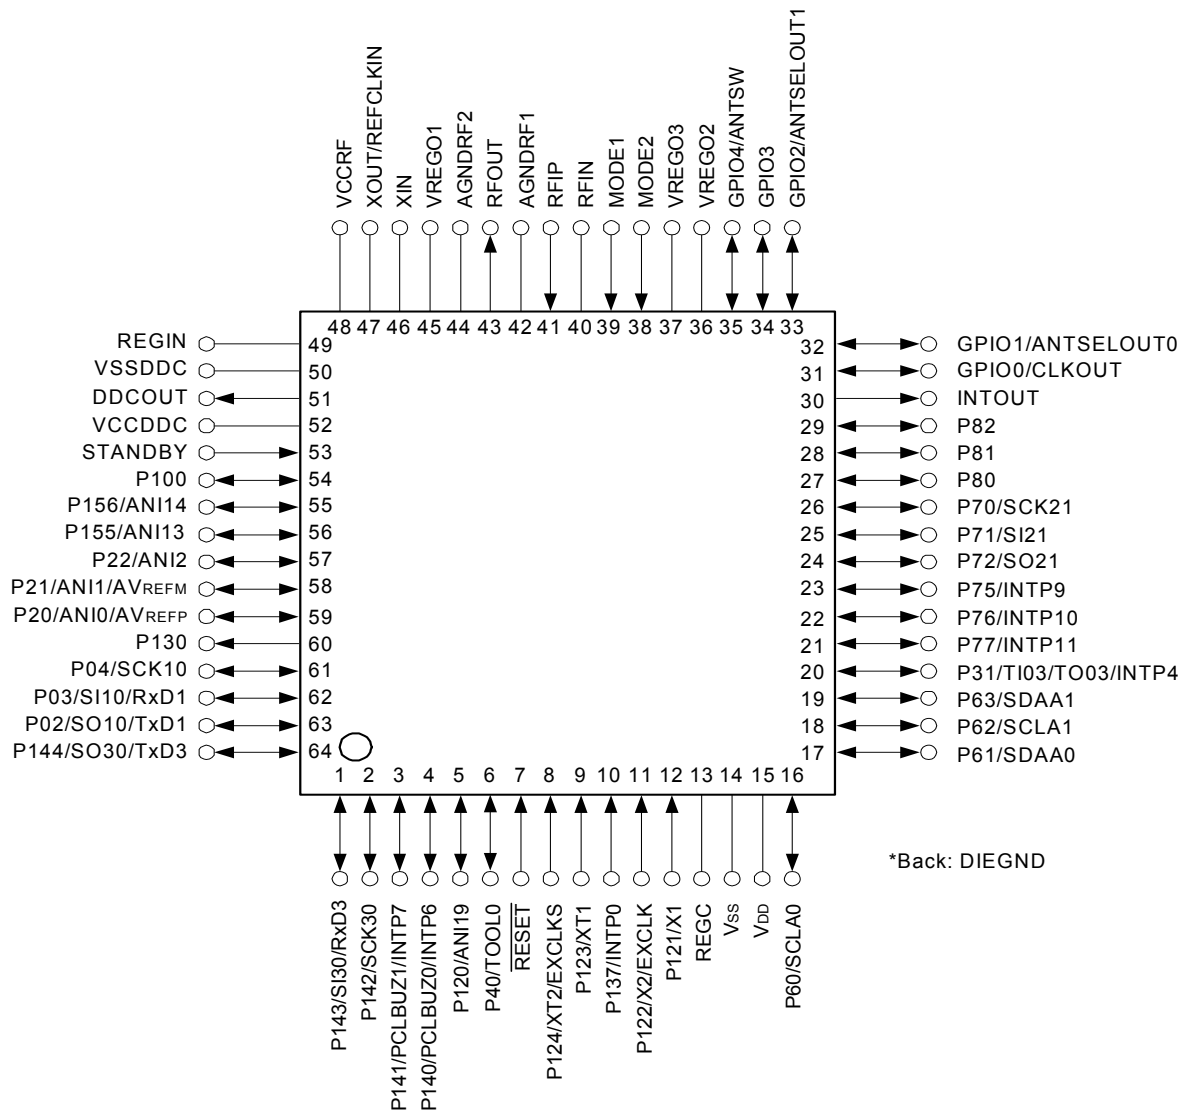 VCCRF
XOUT/REFCLKIN
XIN
VREGO1
AGNDRF2
RFOUT
AGNDRF1
RFIP
RFIN
MODE1
MODE2
VREGO3
VREGO2
GPIO4/ANTSW
GPIO3
GPIO2/ANTSELOUT1
48 47 46 45 44 43 42 41 40 39 38 37 36 35 34 33
REGIN 49
VSSDDC 50
DDCOUT 51
VCCDDC 52
STANDBY 53
P100 54
P156/ANI14 55
P155/ANI13 56
P22/ANI2 57
P21/ANI1/AVREFM 58
P20/ANI0/AVREFP 59
P130 60
P04/SCK10 61
P03/SI10/RxD1 62
P02/SO10/TxD1 63
P144/SO30/TxD3 64
32 GPIO1/ANTSELOUT0
31 GPIO0/CLKOUT
30 INTOUT
29 P82
28 P81
27 P80
26 P70/SCK21
25 P71/SI21
24 P72/SO21
23 P75/INTP9
22 P76/INTP10
21 P77/INTP11
20 P31/TI03/TO03/INTP4
19 P63/SDAA1
18 P62/SCLA1
17 P61/SDAA0
1 2 3 4 5 6 7 8 9 10 11 12 13 14 15 16
P143/SI30/RxD3
P142/SCK30
P141/PCLBUZ1/INTP7
P140/PCLBUZ0/INTP6
P120/ANI19
P40/TOOL0
RESET
P124/XT2/EXCLKS
P123/XT1
P137/INTP0
P122/X2/EXCLK
P121/X1
REGC
VSS
VDD
P60/SCLA0
*Back: DIEGND